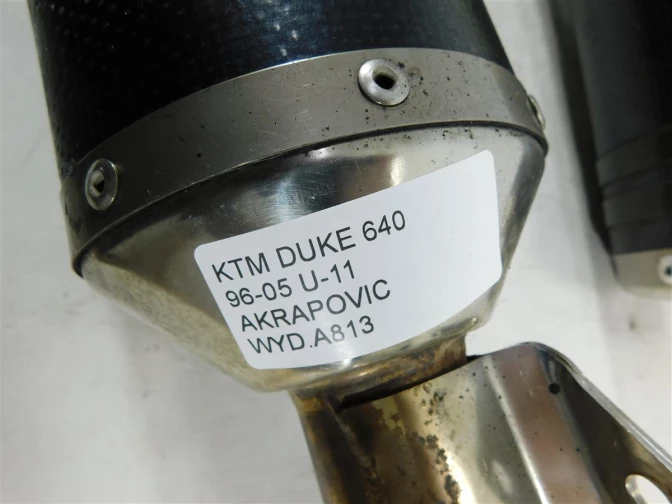 KTM DUKE 640
96-05 U-11
AKRAPOVIC
WYD.A813